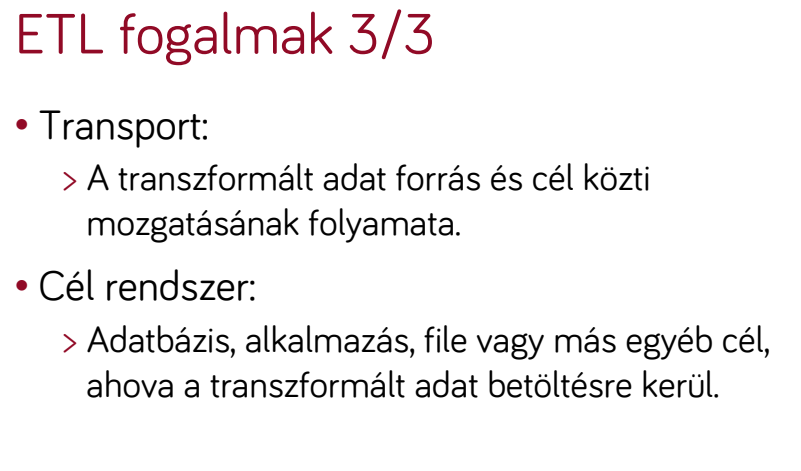 ETL fogalmak 3/3
• Transport:
> A transzformált adat forrás és cél közti
mozgatásának folyamata.
• Cél rendszer:
> Adatbázis, alkalmazás, file vagy más egyéb cél,
ahova a transzformált adat betöltésre kerül.